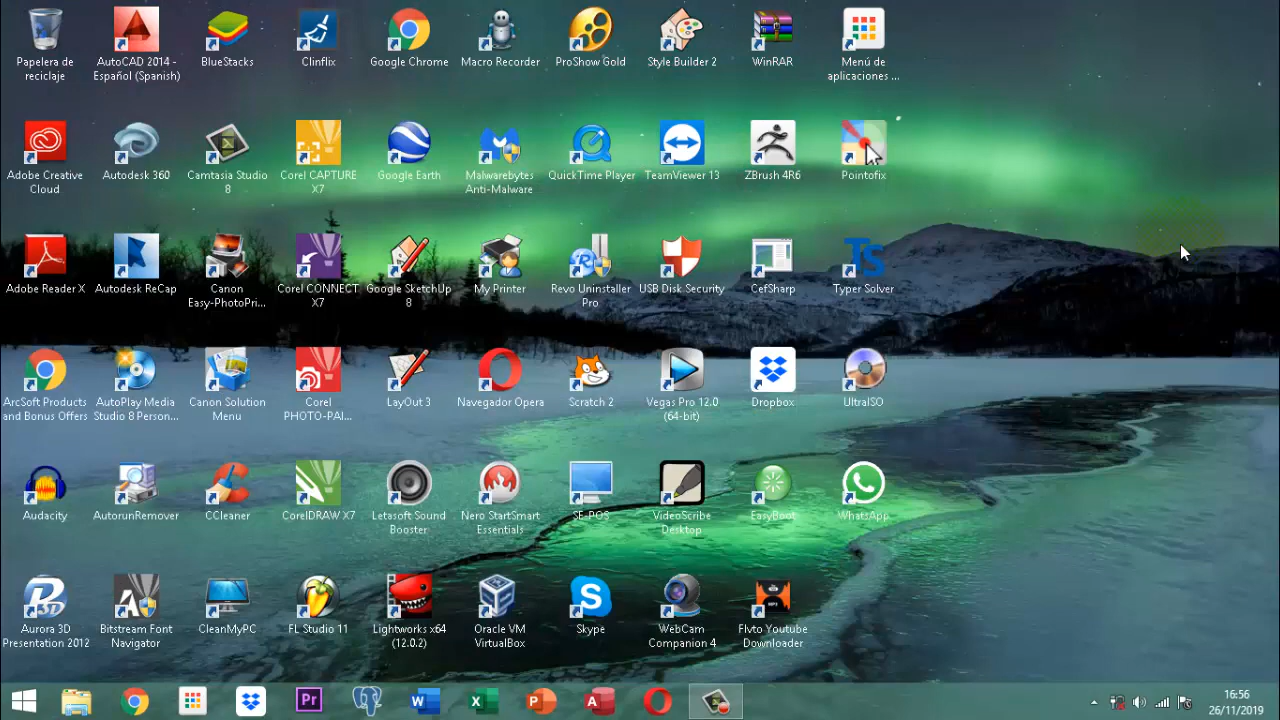 Papelera de
reciclaje
AutoCAD 2014 -
Español (Spanish)
BlueStacks
Clinflix
Google Chrome
Macro Recorder
ProShow Gold
Style Builder 2
WinRAR
Menú de
aplicaciones ...
Adobe Creative
Cloud
Autodesk 360
Camtasia Studio
8
Corel CAPTURE
X7
Google Earth
Malwarebytes
Anti-Malware
QuickTime Player
TeamViewer 13
ZBrush 4R6
Pointofix
Adobe Reader X
Autodesk ReCap
Canon
Easy-PhotoPri...
Corel CONNECT
X7
Google SketchUp
8
My Printer
Revo Uninstaller
Pro
USB Disk Security
CefSharp
Ts
Typer Solver
ArcSoft Products
and Bonus Offers
AutoPlay Media
Studio 8 Person...
Canon Solution
Menu
Corel
PHOTO-PAI...
LayOut 3
Navegador Opera
Scratch 2
Vegas Pro 12.0
(64-bit)
Dropbox
UltraISO
Audacity
AutorunRemover
CCleaner
CorelDRAW X7
Letasoft Sound
Booster
Nero StartSmart
Essentials
SE-POS
VideoScribe
Desktop
EasyBoot
WhatsApp
Aurora 3D
Presentation 2012
Bitstream Font
Navigator
CleanMyPC
FL Studio 11
Lightworks x64
(12.0.2)
Oracle VM
VirtualBox
Skype
WebCam
Companion 4
Flvto Youtube
Downloader
Pr
W
X
P
A
16:56
26/11/2019